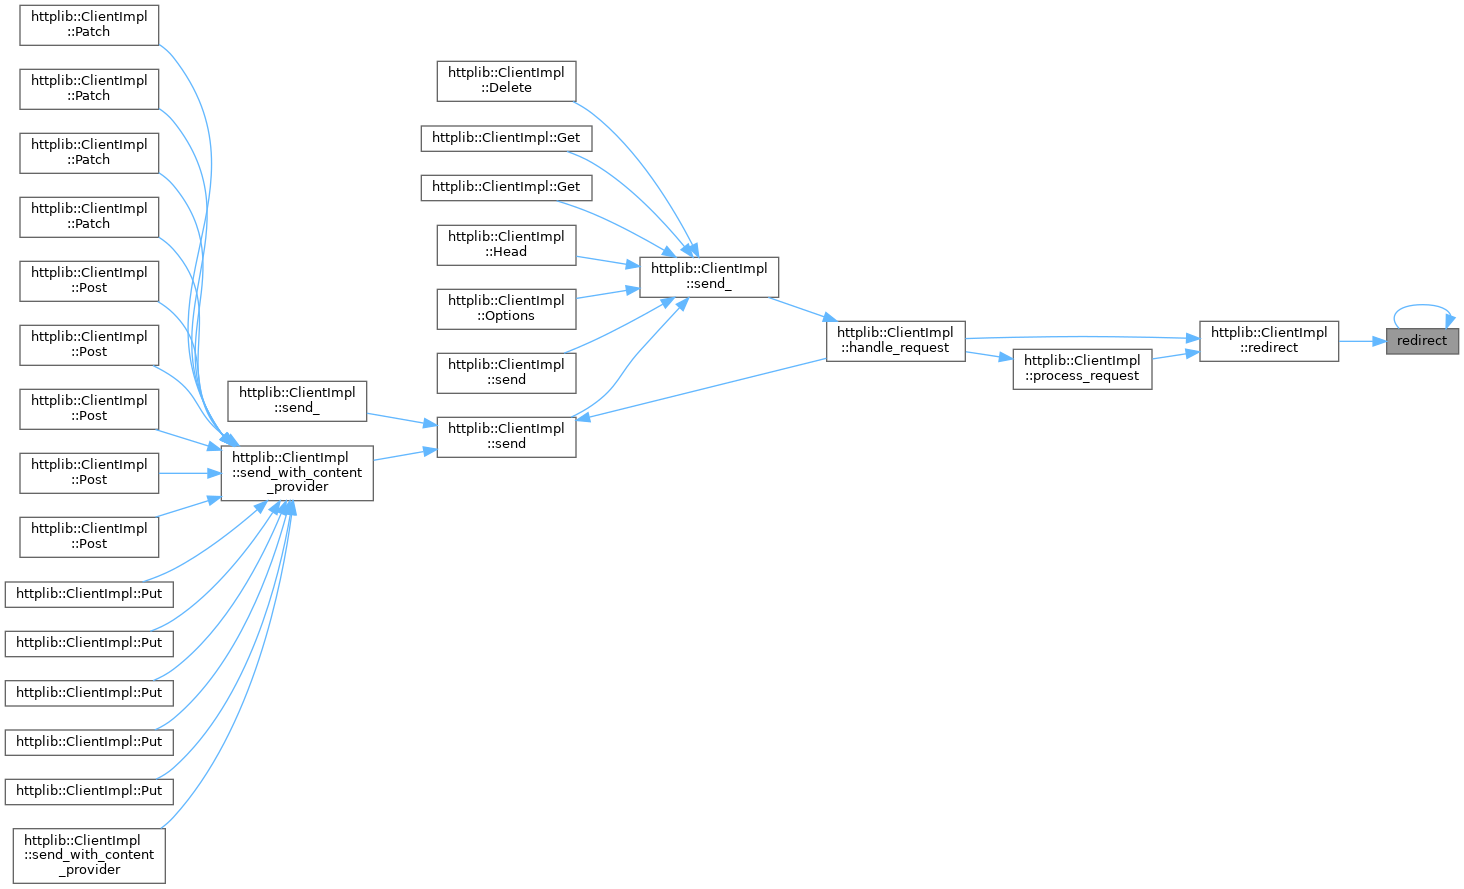 httplib::ClientImpl
::Patch
httplib::ClientImpl
::Patch
httplib::ClientImpl
::Patch
httplib::ClientImpl
::Patch
httplib::ClientImpl
::Post
httplib::ClientImpl
::Post
httplib::ClientImpl
::Post
httplib::ClientImpl
::Post
httplib::ClientImpl
::Post
httplib::ClientImpl::Put
httplib::ClientImpl::Put
httplib::ClientImpl::Put
httplib::ClientImpl::Put
httplib::ClientImpl::Put
httplib::ClientImpl
::send_with_content
_provider
httplib::ClientImpl
::send_
httplib::ClientImpl
::send_with_content
_provider
httplib::ClientImpl
::Delete
httplib::ClientImpl::Get
httplib::ClientImpl::Get
httplib::ClientImpl
::Head
httplib::ClientImpl
::Options
httplib::ClientImpl
::send
httplib::ClientImpl
::send
httplib::ClientImpl
::send_
httplib::ClientImpl
::handle_request
httplib::ClientImpl
::process_request
httplib::ClientImpl
::redirect
redirect